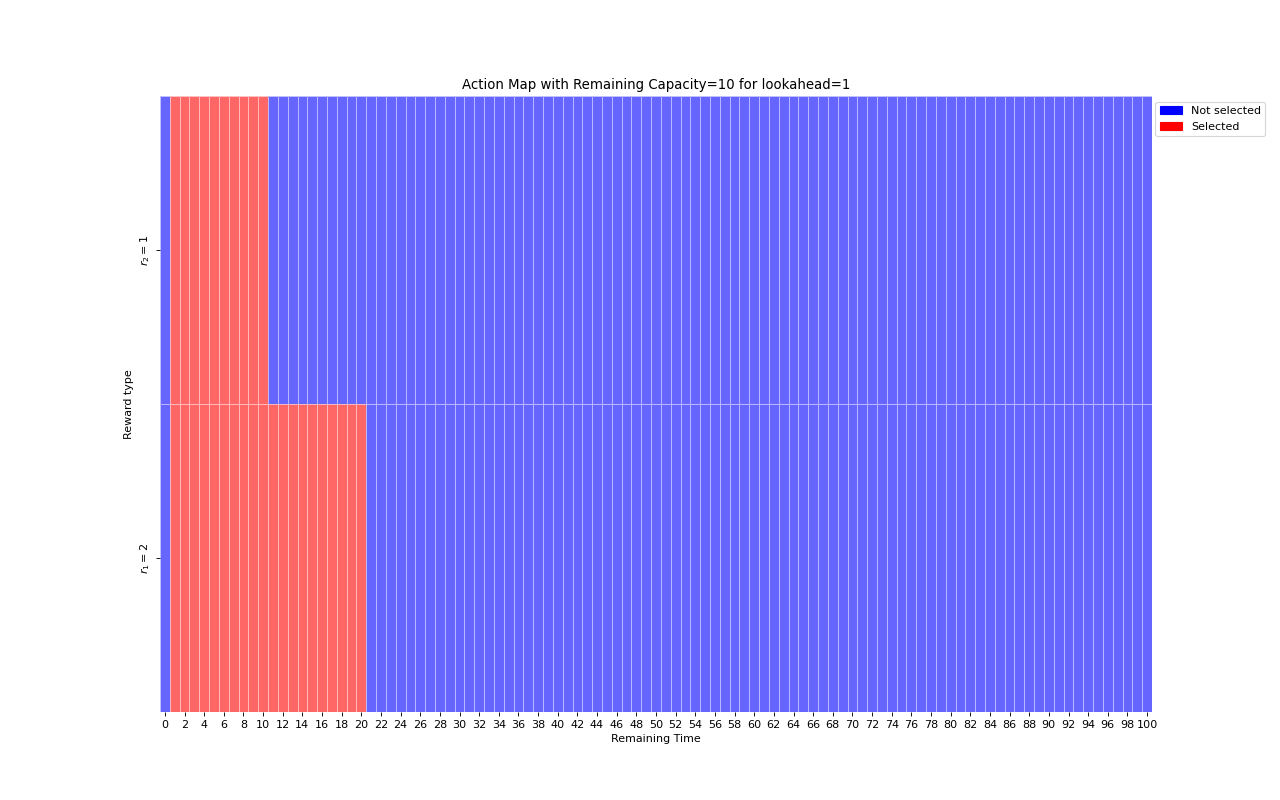 Action Map with Remaining Capacity=10 for lookahead=1
Not selected
Selected
r₂ = 1
Reward type
r₁ = 2
0 2 4 6 8 10 12 14 16 18 20 22 24 26 28 30 32 34 36 38 40 42 44 46 48 50 52 54 56 58 60 62 64 66 68 70 72 74 76 78 80 82 84 86 88 90 92 94 96 98 100
Remaining Time